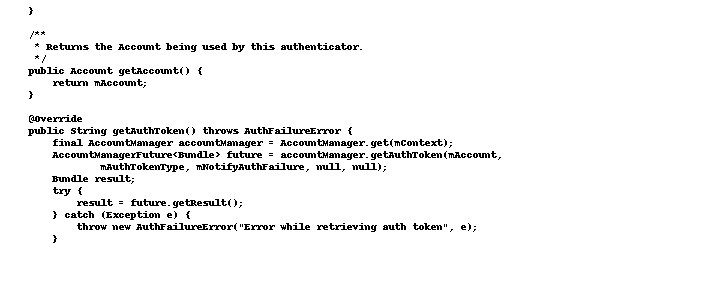 }

/**
 * Returns the Account being used by this authenticator.
 */
public Account getAccount() {
    return mAccount;
}

@Override
public String getAuthToken() throws AuthFailureError {
    final AccountManager accountManager = AccountManager.get(mContext);
    AccountManagerFuture<Bundle> future = accountManager.getAuthToken(mAccount,
            mAuthTokenType, mNotifyAuthFailure, null, null);
    Bundle result;
    try {
        result = future.getResult();
    } catch (Exception e) {
        throw new AuthFailureError("Error while retrieving auth token", e);
    }